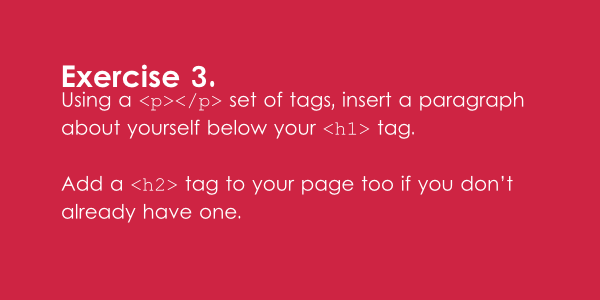 Exercise 3.
Using a <p></p> set of tags, insert a paragraph
about yourself below your <h1> tag.
Add a <h2> tag to your page too if you don’t
already have one.